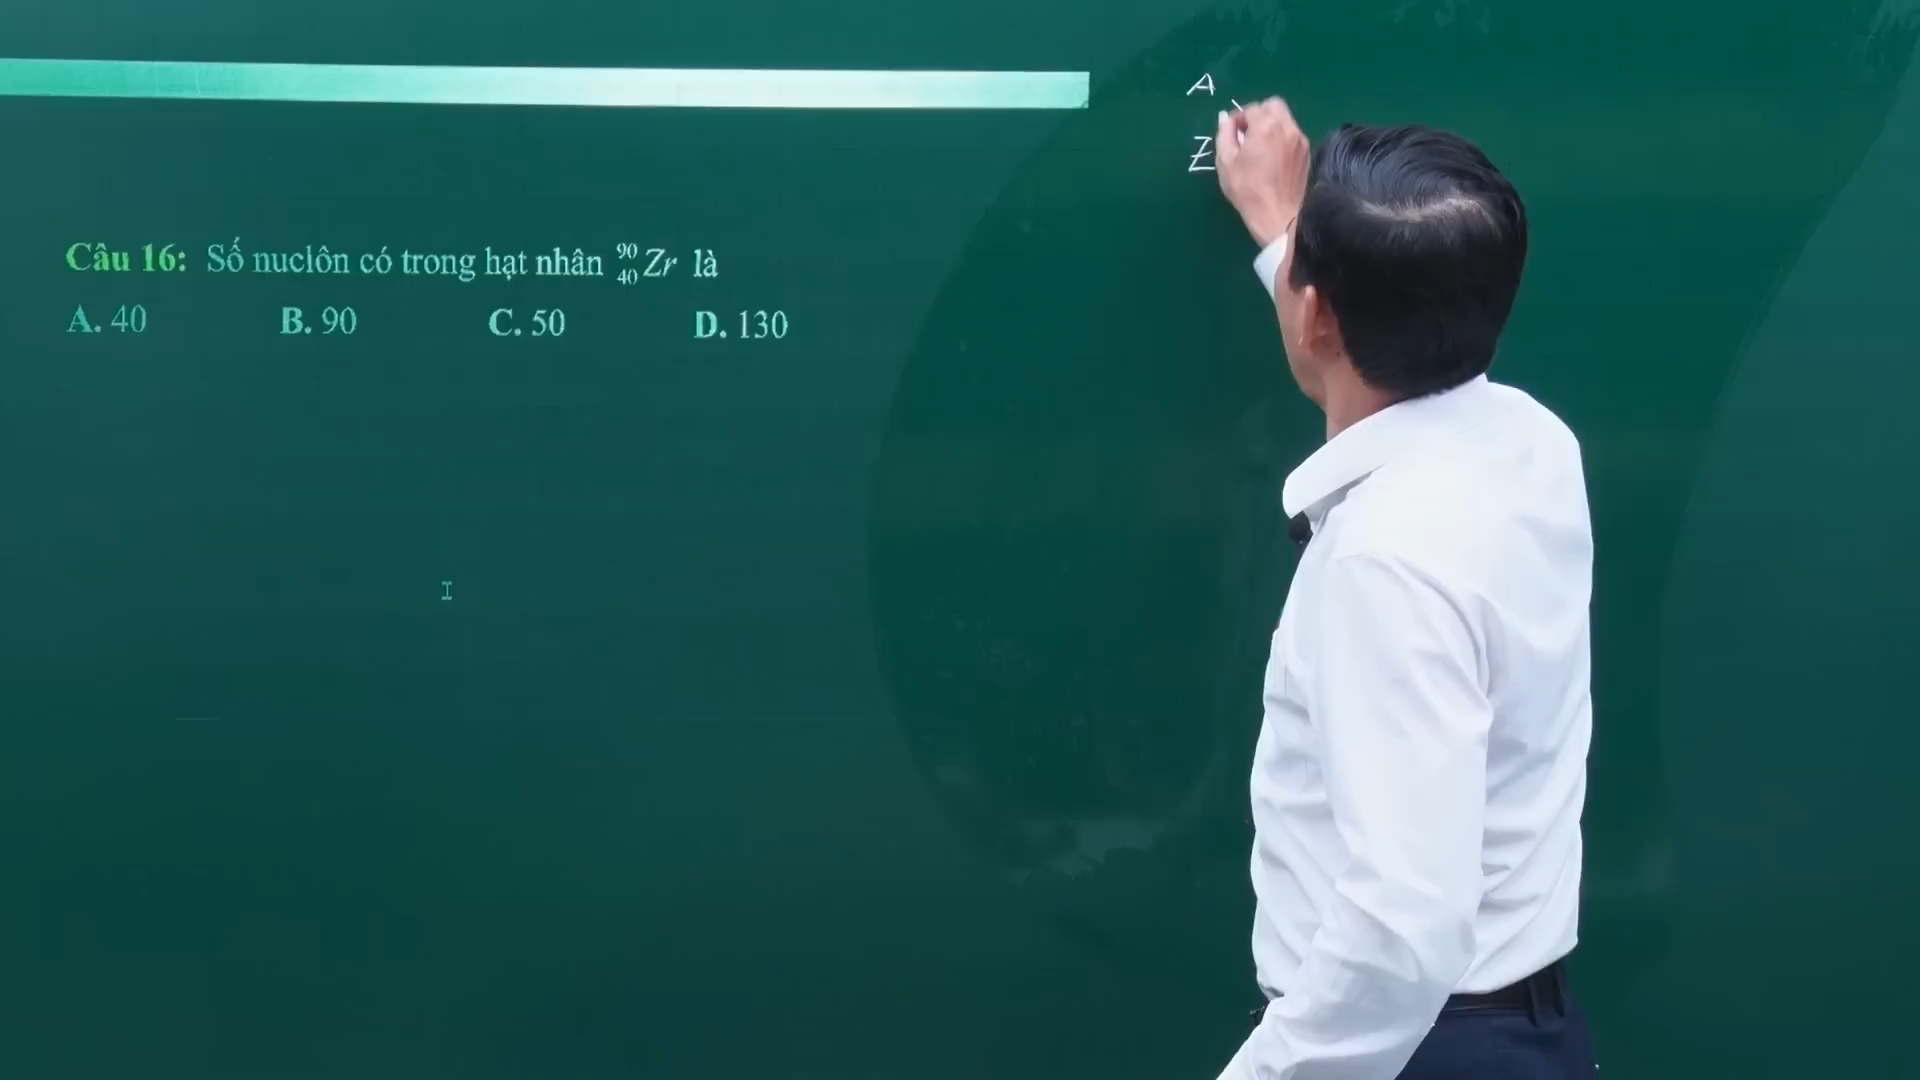 Câu 16: Số nuclôn có trong hạt nhân ⁹⁰₄₀Zr là
A. 40 B. 90 C. 50 D. 130
A
Z